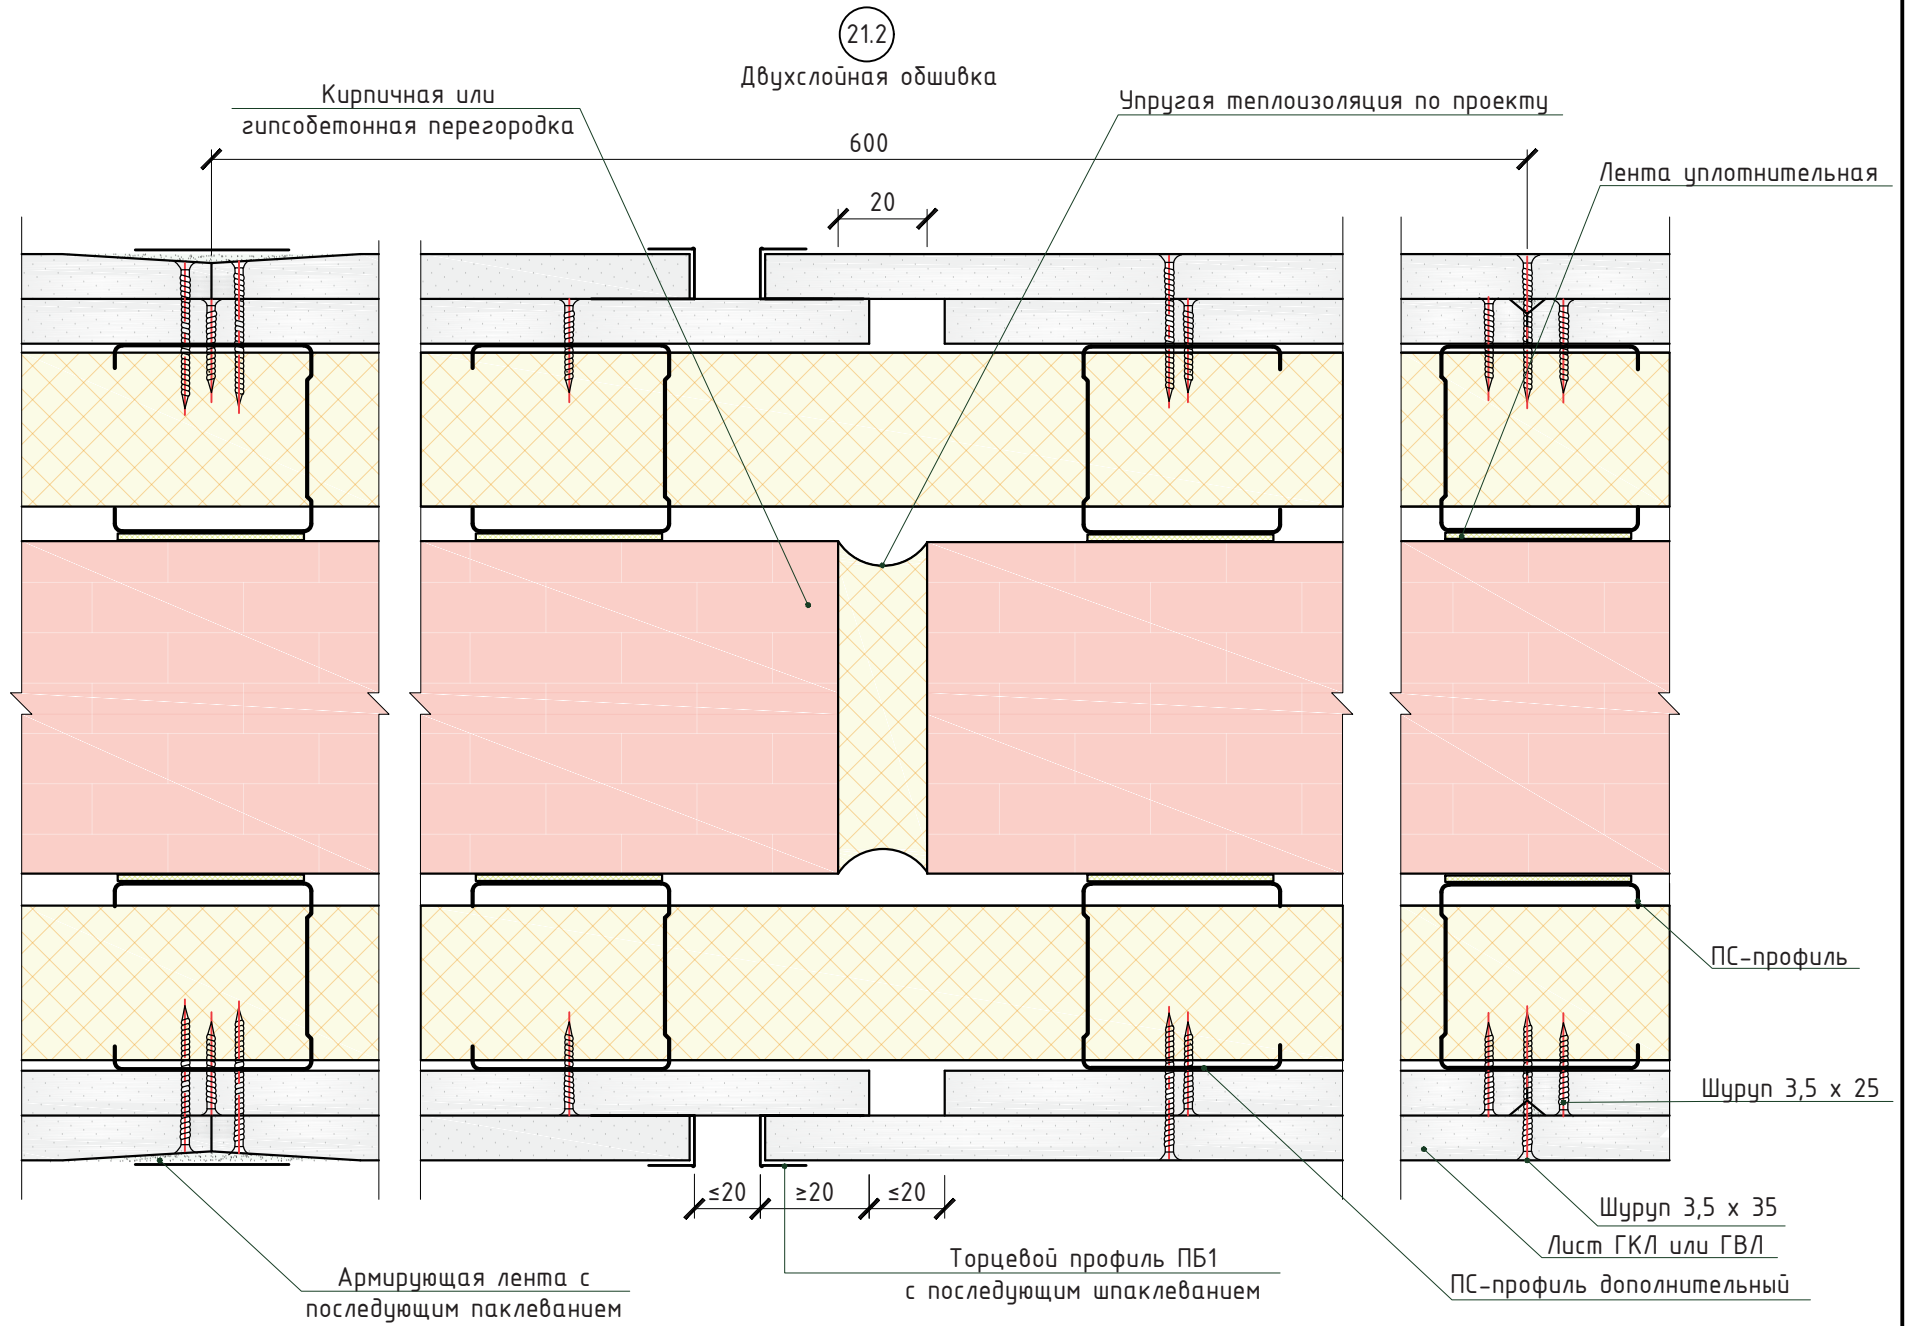 21.2
Двухслойная обшивка
Кирпичная или
гипсобетонная перегородка
Упругая теплоизоляция по проекту
600
20
Лента уплотнительная
ПС-профиль
Шуруп 3,5 х 25
≤20
≥20
≤20
Шуруп 3,5 х 35
Лист ГКЛ или ГВЛ
ПС-профиль дополнительный
Торцевой профиль ПБ1
с последующим шпаклеванием
Армирующая лента с
последующим паклеванием